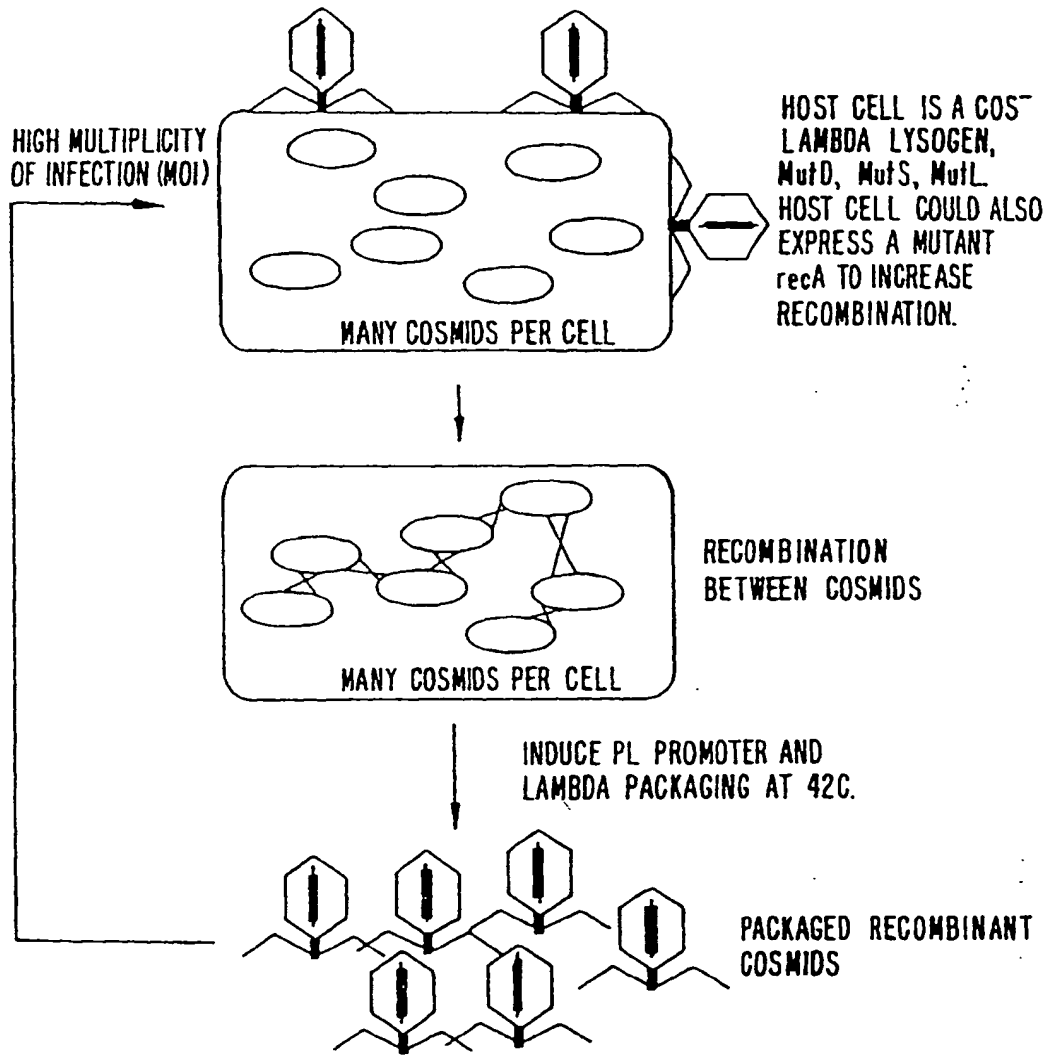 HIGH MULTIPLICITY
OF INFECTION (MOI)
HOST CELL IS A COS⁻
LAMBDA LYSOGEN,
MutD, MutS, MutL
HOST CELL COULD ALSO
EXPRESS A MUTANT
recA TO INCREASE
RECOMBINATION.
MANY COSMIDS PER CELL
RECOMBINATION
BETWEEN COSMIDS
MANY COSMIDS PER CELL
INDUCE PL PROMOTER AND
LAMBDA PACKAGING AT 42C.
PACKAGED RECOMBINANT
COSMIDS